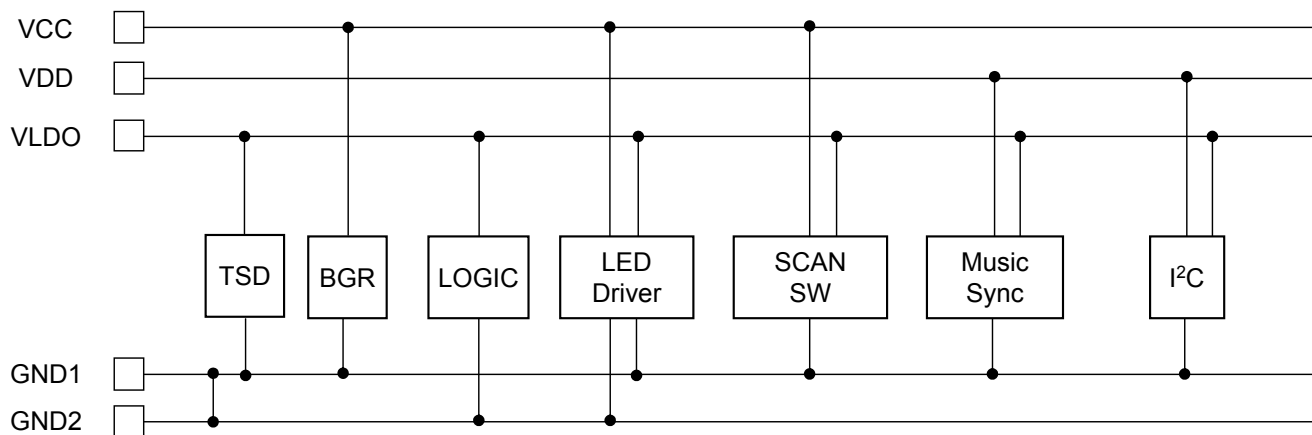 VCC
VDD
VLDO
TSD
BGR
LOGIC
LED
Driver
SCAN
SW
Music
Sync
I²C
GND1
GND2